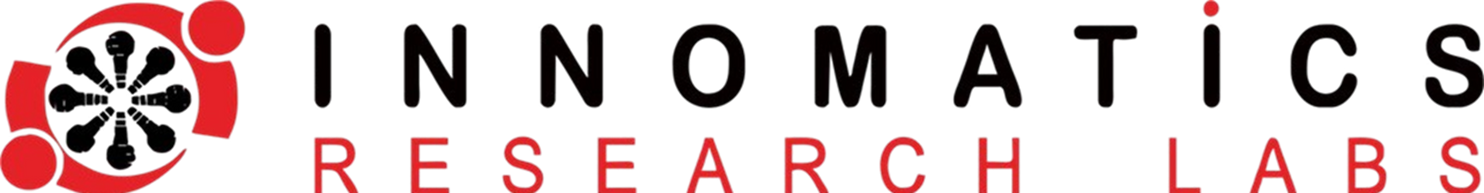 INNOMATiCS
RESEARCH LABS